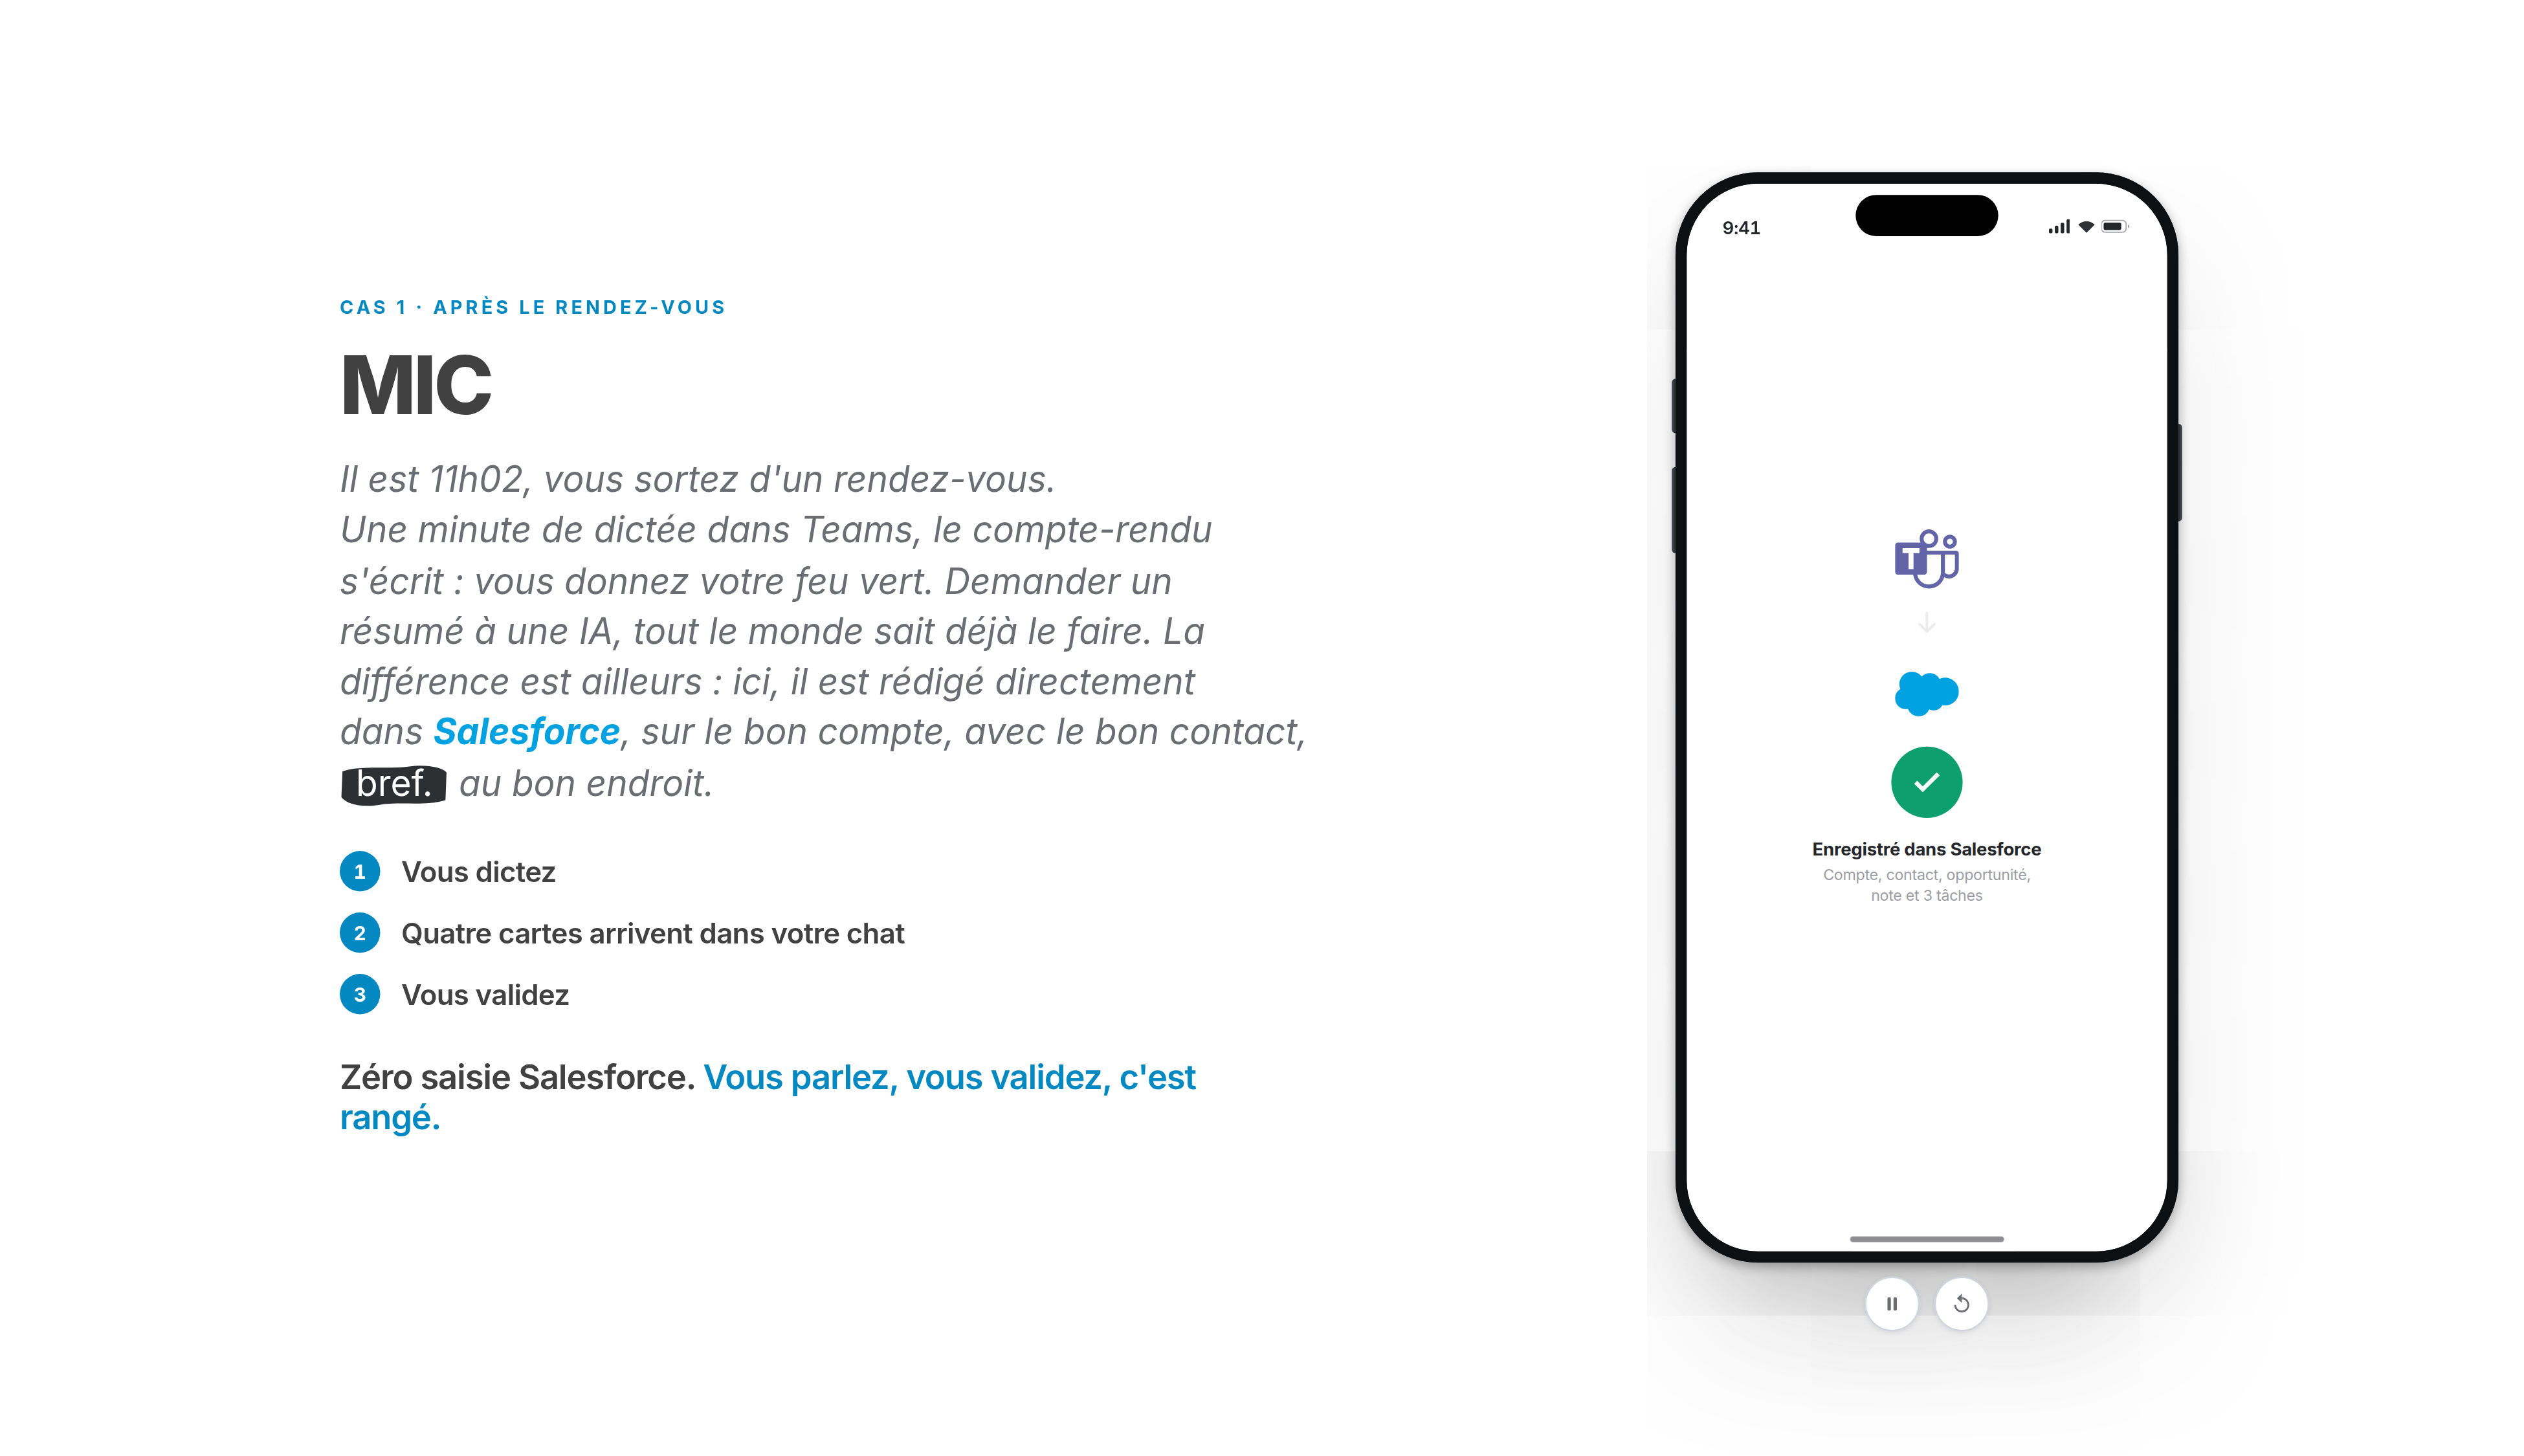 CAS 1 · APRÈS LE RENDEZ-VOUS
MIC
Il est 11h02, vous sortez d'un rendez-vous.
Une minute de dictée dans Teams, le compte-rendu
s'écrit : vous donnez votre feu vert. Demander un
résumé à une IA, tout le monde sait déjà le faire. La
différence est ailleurs : ici, il est rédigé directement
dans Salesforce, sur le bon compte, avec le bon contact,
bref. au bon endroit.
1 Vous dictez
2 Quatre cartes arrivent dans votre chat
3 Vous validez
Zéro saisie Salesforce. Vous parlez, vous validez, c'est
rangé.
9:41
T
Enregistré dans Salesforce
Compte, contact, opportunité,
note et 3 tâches